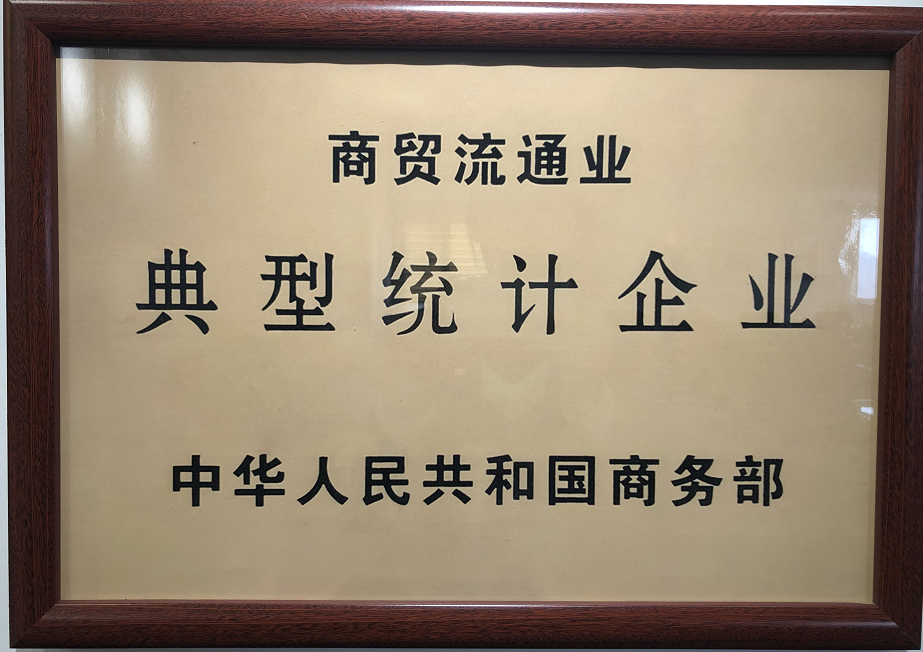 商贸流通业
典型统计企业
中华人民共和国商务部